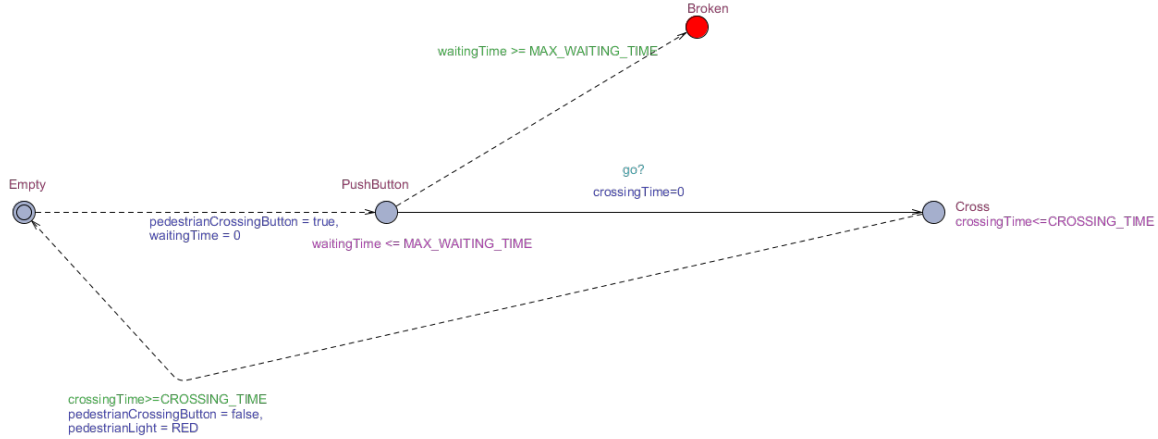 Broken
waitingTime >= MAX_WAITING_TIME
go?
crossingTime=0
Empty
PushButton
Cross
crossingTime<=CROSSING_TIME
pedestrianCrossingButton = true,
waitingTime = 0
waitingTime <= MAX_WAITING_TIME
crossingTime>=CROSSING_TIME
pedestrianCrossingButton = false,
pedestrianLight = RED